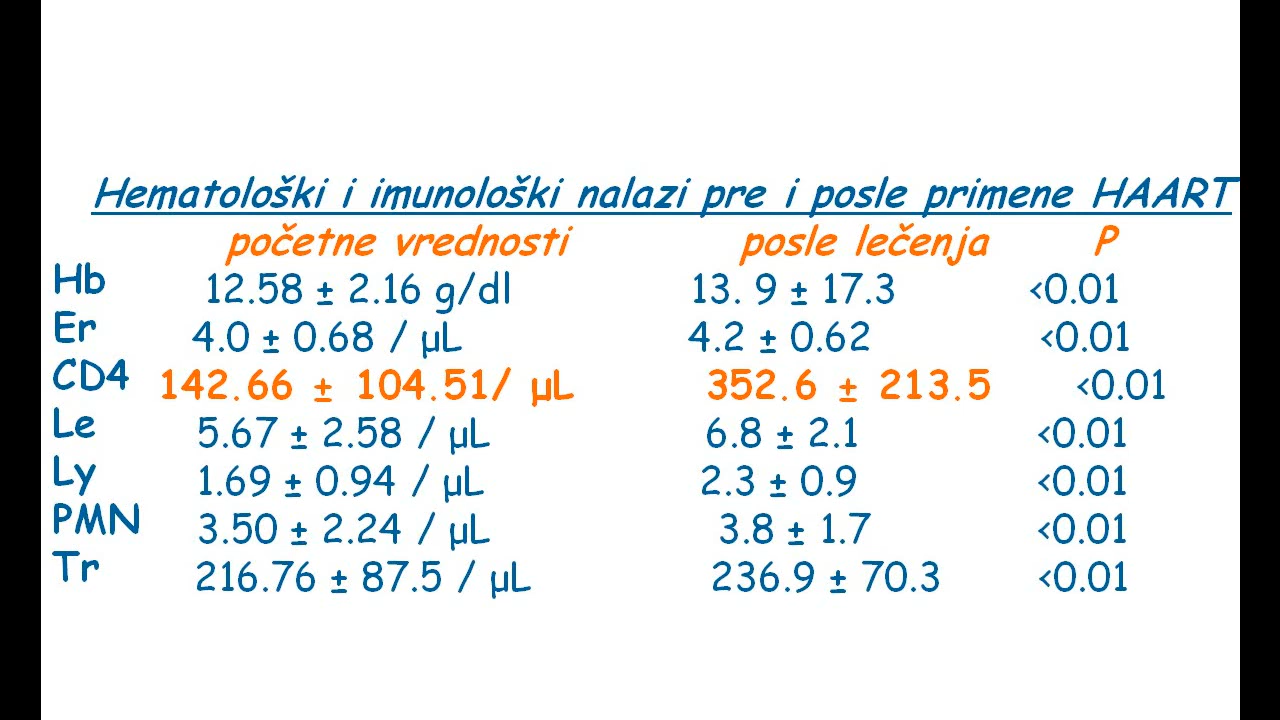 Hematološki i imunološki nalazi pre i posle primene HAART
početne vrednosti posle lečenja P
Hb 12.58 ± 2.16 g/dl 13. 9 ± 17.3 <0.01
Er 4.0 ± 0.68 / µL 4.2 ± 0.62 <0.01
CD4 142.66 ± 104.51/ µL 352.6 ± 213.5 <0.01
Le 5.67 ± 2.58 / µL 6.8 ± 2.1 <0.01
Ly 1.69 ± 0.94 / µL 2.3 ± 0.9 <0.01
PMN 3.50 ± 2.24 / µL 3.8 ± 1.7 <0.01
Tr 216.76 ± 87.5 / µL 236.9 ± 70.3 <0.01